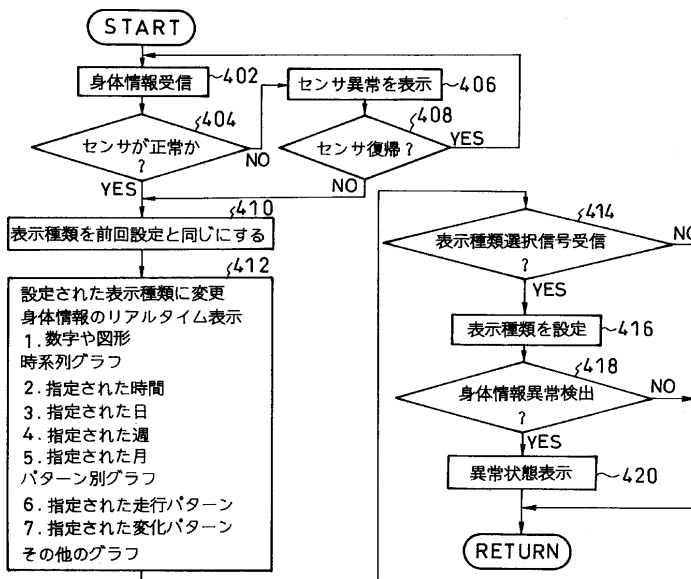 START
身体情報受信
402
センサが正常か
?
404
NO
YES
センサ異常を表示
406
センサ復帰?
408
YES
NO
410
表示種類を前回設定と同じにする
412
設定された表示種類に変更
身体情報のリアルタイム表示
1.数字や図形
時系列グラフ
2.指定された時間
3.指定された日
4.指定された週
5.指定された月
パターン別グラフ
6.指定された走行パターン
7.指定された変化パターン
その他のグラフ
414
表示種類選択信号受信
?
NO
YES
表示種類を設定
416
418
身体情報異常検出
?
NO
YES
異常状態表示
420
RETURN